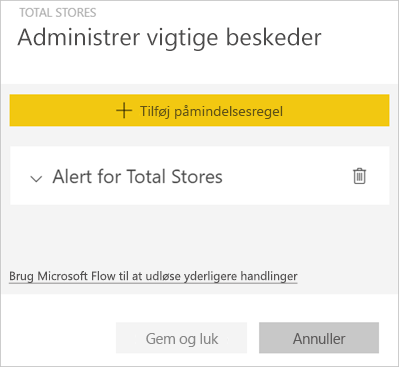 TOTAL STORES
Administrer vigtige beskeder
Tilføj påmindelsesregel
Alert for Total Stores
Brug Microsoft Flow til at udløse yderligere handlinger
Gem og luk
Annuller